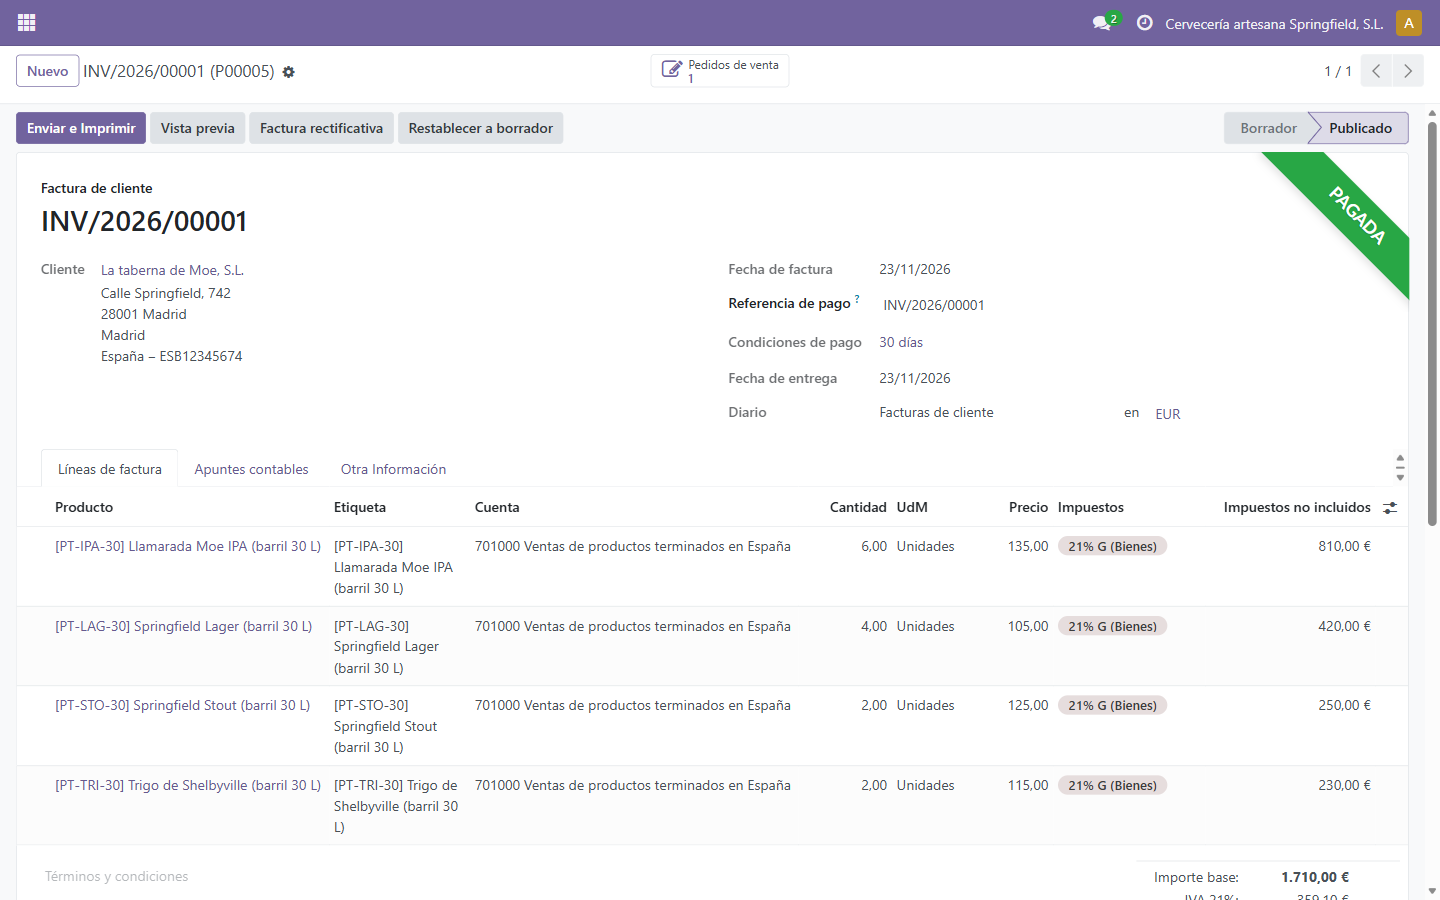 2
Cervecería artesana Springfield, S.L.
A
Nuevo
INV/2026/00001 (P00005)
Pedidos de venta
1
1 / 1
Enviar e Imprimir
Vista previa
Factura rectificativa
Restablecer a borrador
Borrador
Publicado
PAGADA
Factura de cliente
INV/2026/00001
Cliente
La taberna de Moe, S.L.
Calle Springfield, 742
28001 Madrid
Madrid
España – ESB12345674
Fecha de factura 23/11/2026
Referencia de pago ? INV/2026/00001
Condiciones de pago 30 días
Fecha de entrega 23/11/2026
Diario Facturas de cliente en EUR
Líneas de factura Apuntes contables Otra Información
Producto Etiqueta Cuenta Cantidad UdM Precio Impuestos Impuestos no incluidos
[PT-IPA-30] Llamarada Moe IPA (barril 30 L) [PT-IPA-30] 701000 Ventas de productos terminados en España 6,00 Unidades 135,00 21% G (Bienes) 810,00 €
Llamarada Moe IPA
(barril 30 L)
[PT-LAG-30] Springfield Lager (barril 30 L) [PT-LAG-30] 701000 Ventas de productos terminados en España 4,00 Unidades 105,00 21% G (Bienes) 420,00 €
Springfield Lager
(barril 30 L)
[PT-STO-30] Springfield Stout (barril 30 L) [PT-STO-30] 701000 Ventas de productos terminados en España 2,00 Unidades 125,00 21% G (Bienes) 250,00 €
Springfield Stout
(barril 30 L)
[PT-TRI-30] Trigo de Shelbyville (barril 30 L) [PT-TRI-30] Trigo de 701000 Ventas de productos terminados en España 2,00 Unidades 115,00 21% G (Bienes) 230,00 €
Shelbyville (barril 30
L)
Términos y condiciones
Importe base: 1.710,00 €
IVA 21%: 359,10 €